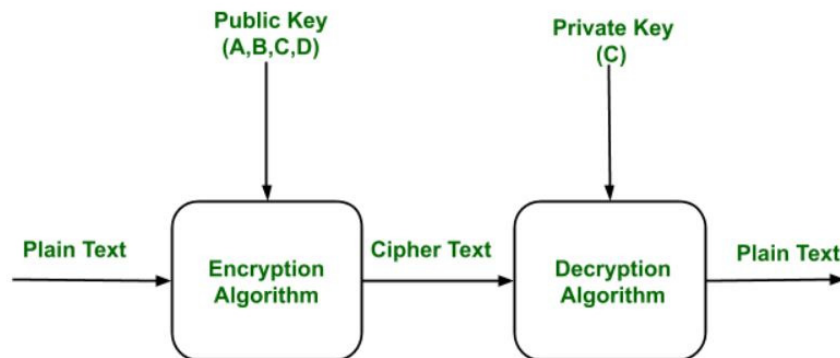 Public Key
(A,B,C,D)
Private Key
(C)
Plain Text
Encryption
Algorithm
Cipher Text
Decryption
Algorithm
Plain Text